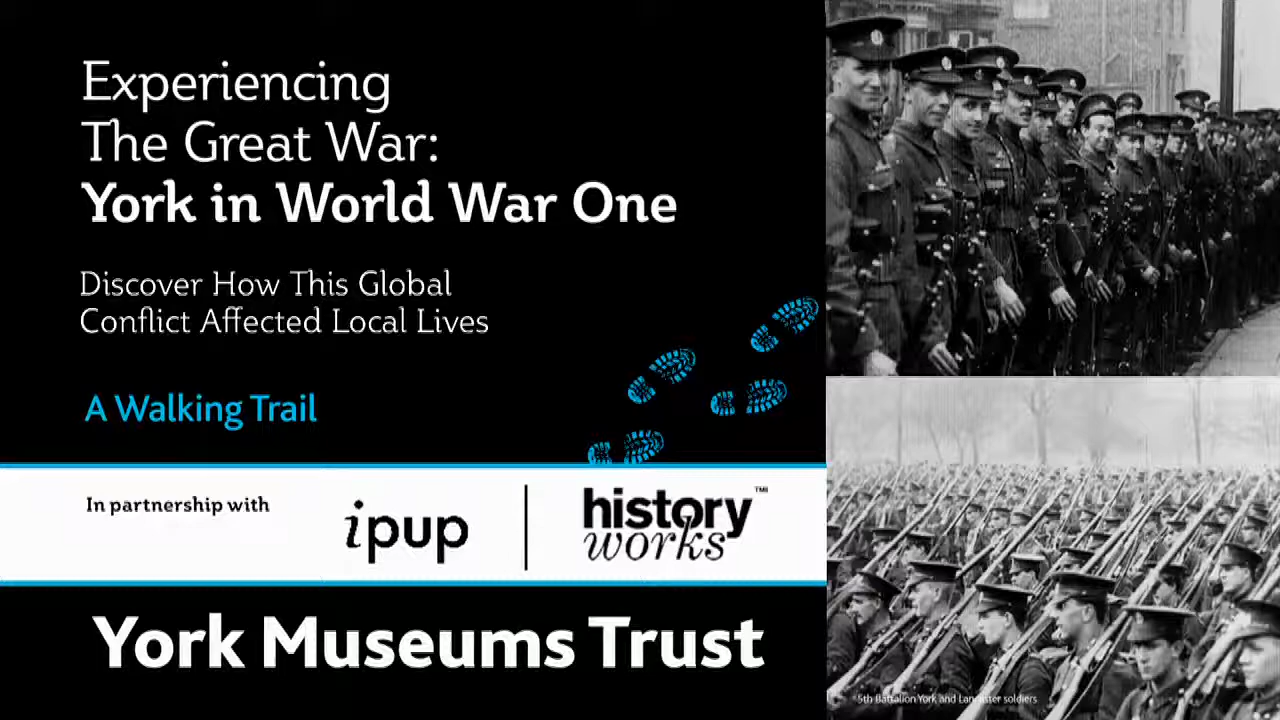 Experiencing
The Great War:
York in World War One
Discover How This Global
Conflict Affected Local Lives
A Walking Trail
In partnership with
ipup
history™
works
York Museums Trust
5th Battalion York and Lancaster soldiers